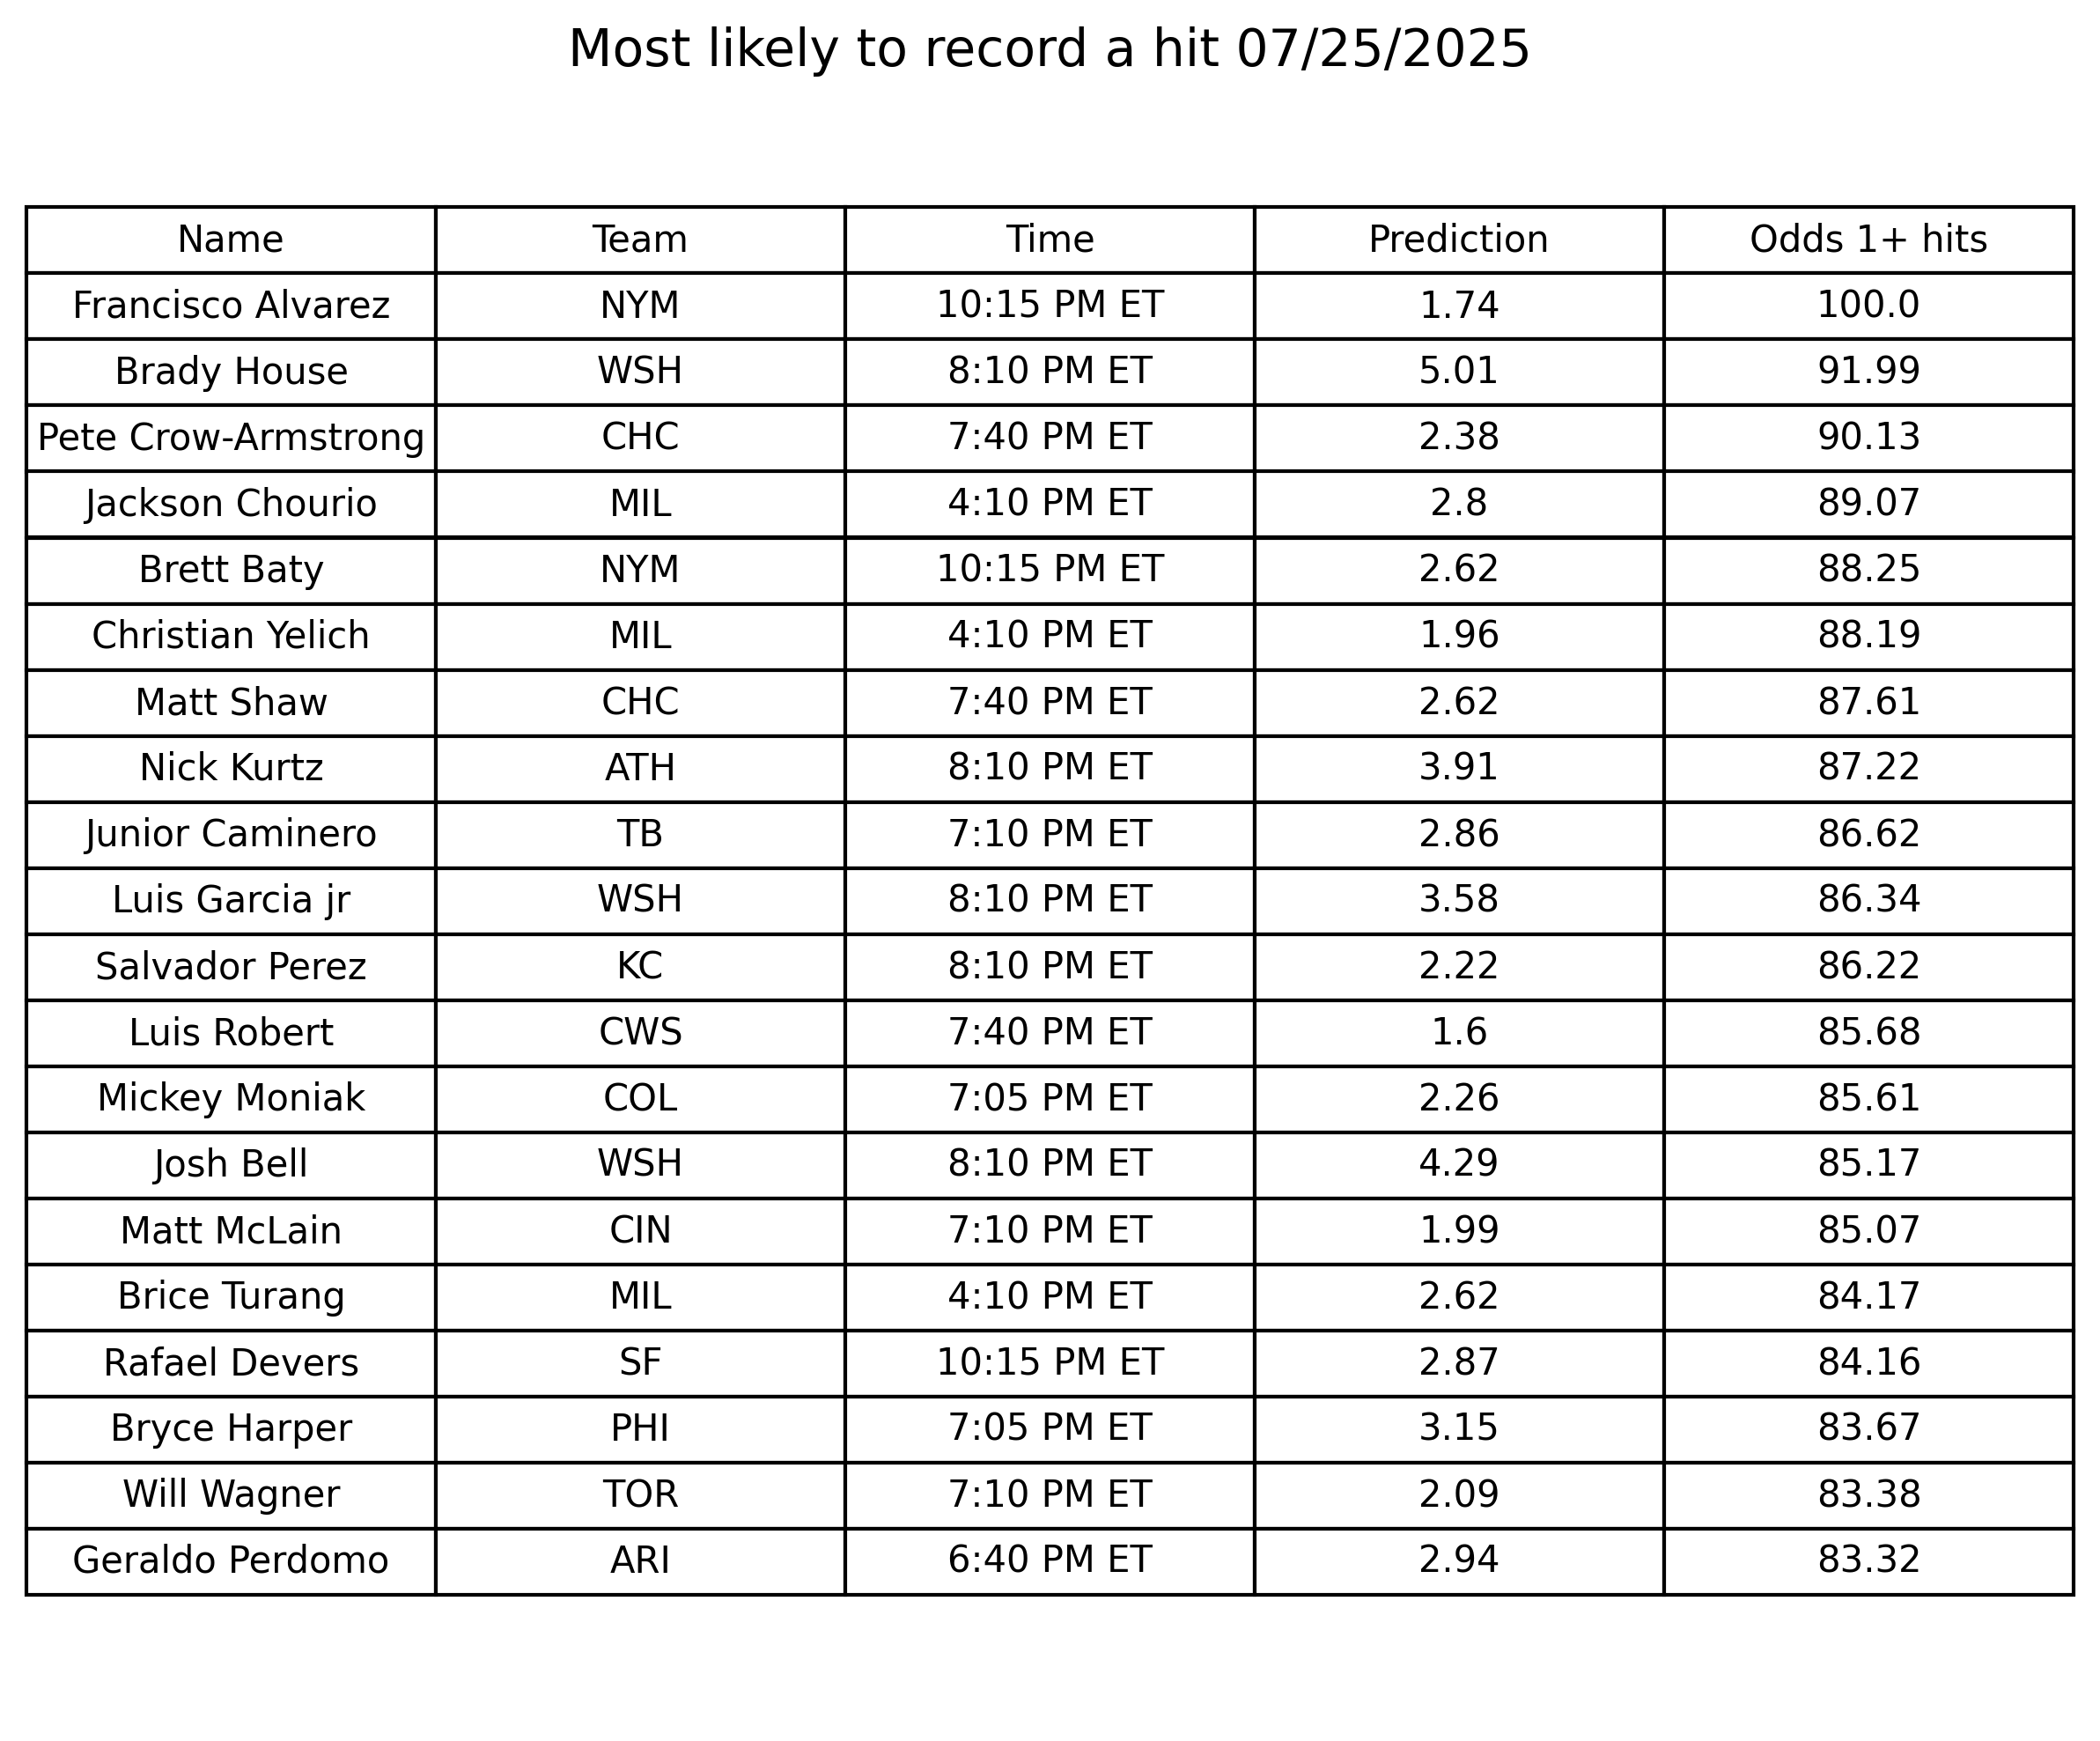 Most likely to record a hit 07/25/2025
Name Team Time Prediction Odds 1+ hits
Francisco Alvarez NYM 10:15 PM ET 1.74 100.0
Brady House WSH 8:10 PM ET 5.01 91.99
Pete Crow-Armstrong CHC 7:40 PM ET 2.38 90.13
Jackson Chourio MIL 4:10 PM ET 2.8 89.07
Brett Baty NYM 10:15 PM ET 2.62 88.25
Christian Yelich MIL 4:10 PM ET 1.96 88.19
Matt Shaw CHC 7:40 PM ET 2.62 87.61
Nick Kurtz ATH 8:10 PM ET 3.91 87.22
Junior Caminero TB 7:10 PM ET 2.86 86.62
Luis Garcia jr WSH 8:10 PM ET 3.58 86.34
Salvador Perez KC 8:10 PM ET 2.22 86.22
Luis Robert CWS 7:40 PM ET 1.6 85.68
Mickey Moniak COL 7:05 PM ET 2.26 85.61
Josh Bell WSH 8:10 PM ET 4.29 85.17
Matt McLain CIN 7:10 PM ET 1.99 85.07
Brice Turang MIL 4:10 PM ET 2.62 84.17
Rafael Devers SF 10:15 PM ET 2.87 84.16
Bryce Harper PHI 7:05 PM ET 3.15 83.67
Will Wagner TOR 7:10 PM ET 2.09 83.38
Geraldo Perdomo ARI 6:40 PM ET 2.94 83.32